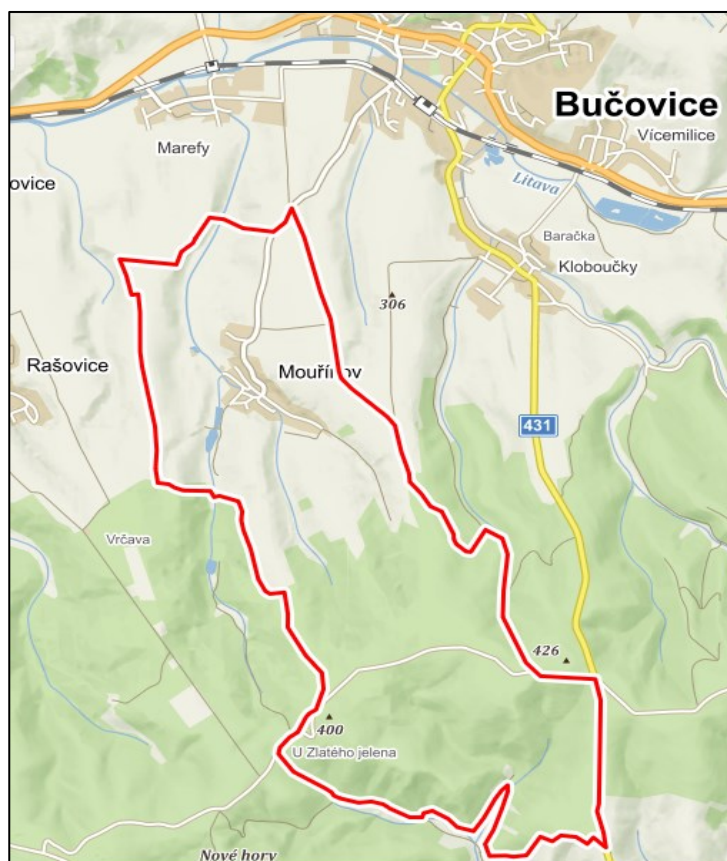 Bučovice
Vícemilice
Marefy
Litava
ovice
Baračka
Kloboučky
306
Rašovice
Mouřínov
431
Vrčava
426
400
U Zlatého jelena
Nové hory